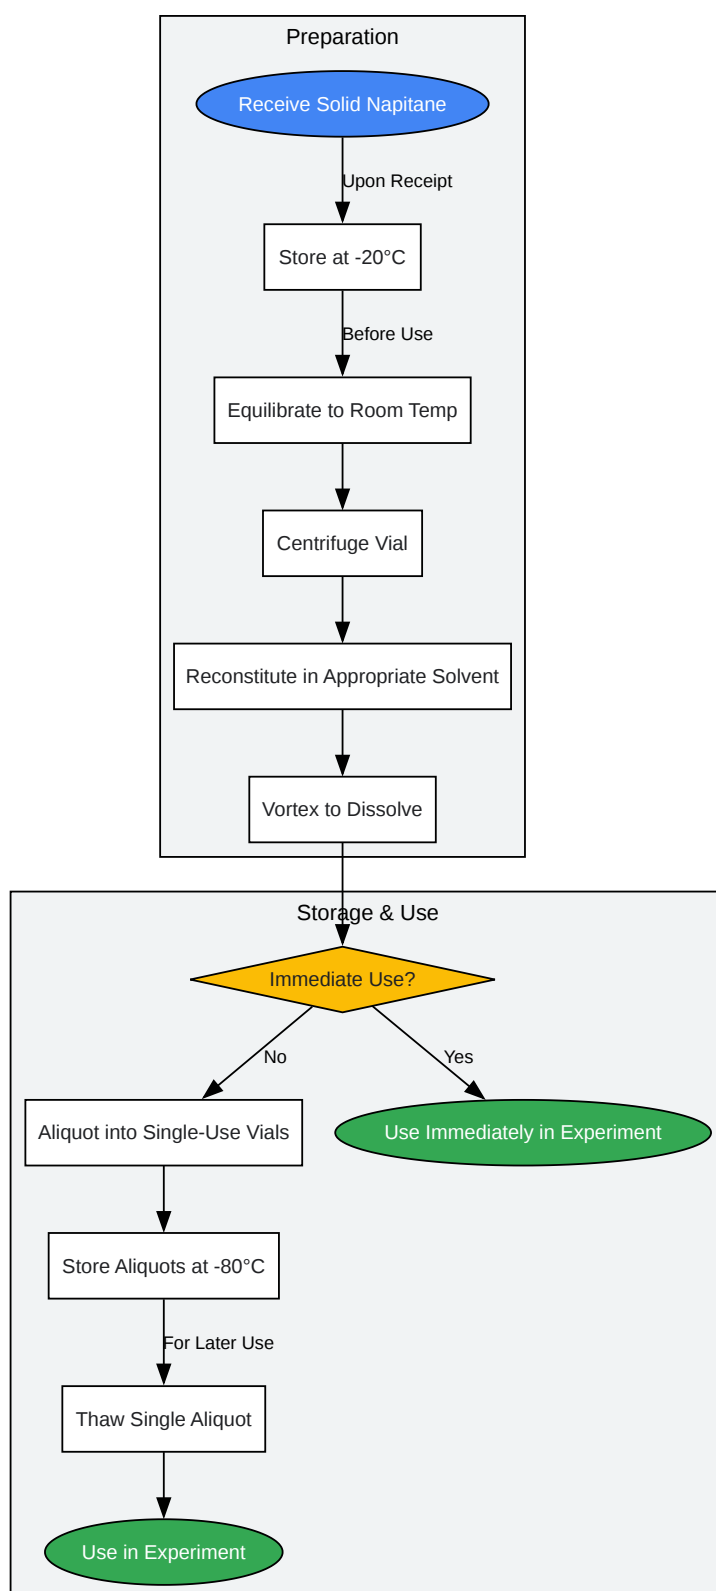 Preparation
Receive Solid Napitane
Upon Receipt
Store at -20°C
Before Use
Equilibrate to Room Temp
Centrifuge Vial
Reconstitute in Appropriate Solvent
Vortex to Dissolve
Storage & Use
Immediate Use?
No
Yes
Aliquot into Single-Use Vials
Use Immediately in Experiment
Store Aliquots at -80°C
For Later Use
Thaw Single Aliquot
Use in Experiment